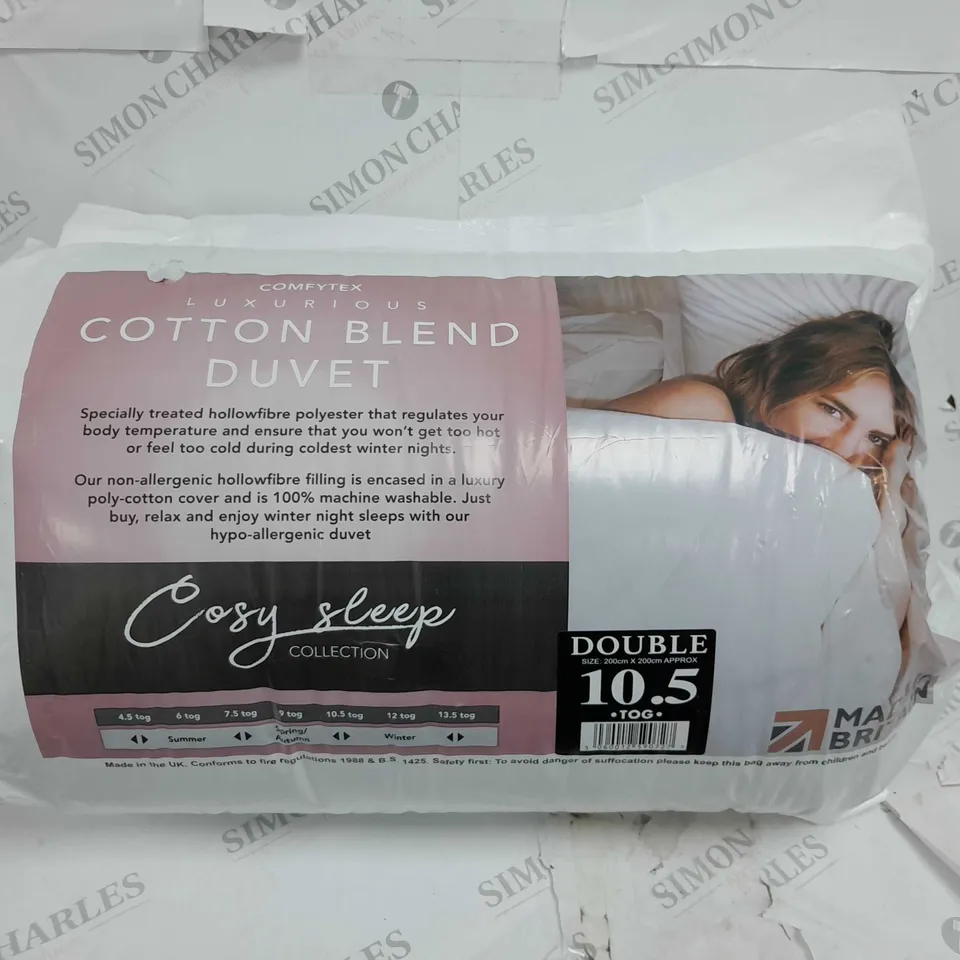 COMFYTEX
LUXURIOUS
COTTON BLEND
DUVET
Specially treated hollowfibre polyester that regulates your
body temperature and ensure that you won't get too hot
or feel too cold during coldest winter nights.
Our non-allergenic hollowfibre filling is encased in a luxury
poly-cotton cover and is 100% machine washable. Just
buy, relax and enjoy winter night sleeps with our
hypo-allergenic duvet
Cosy sleep
COLLECTION
4.5 tog 6 tog 7.5 tog 9 tog 10.5 tog 12 tog 13.5 tog
Summer Spring/ Autumn Winter
Made in the UK. Conforms to fire regulations 1988 & B.S 1425. Safety first: To avoid danger of suffocation please keep this bag away from children and
DOUBLE
SIZE: 200cm X 200cm APPROX
10.5
•TOG•
SIMON CHARLES
SIMON CHARLES
SIMON CHARLES